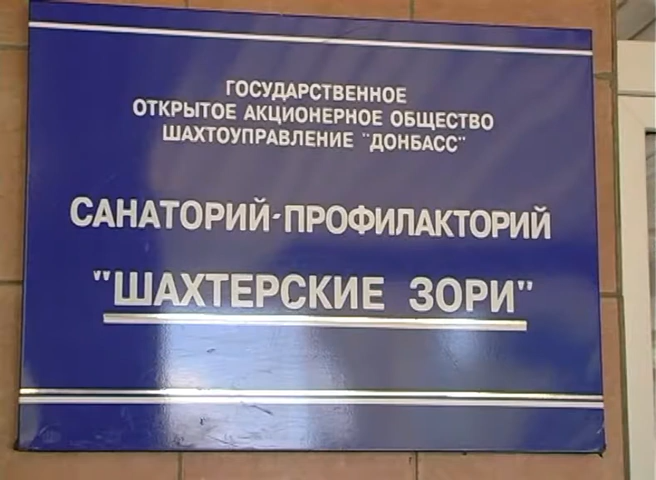 ГОСУДАРСТВЕННОЕ
ОТКРЫТОЕ АКЦИОНЕРНОЕ ОБЩЕСТВО
ШАХТОУПРАВЛЕНИЕ "ДОНБАСС"
САНАТОРИЙ-ПРОФИЛАКТОРИЙ
"ШАХТЕРСКИЕ ЗОРИ"